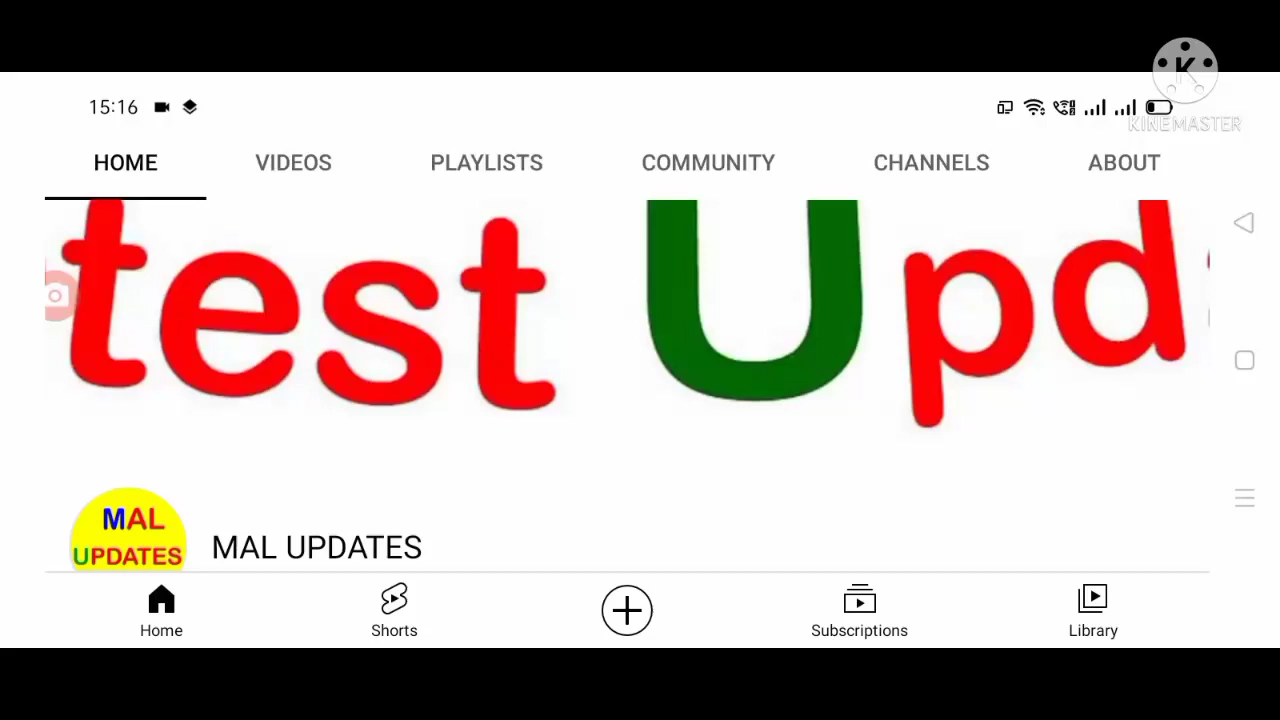 K
KINEMASTER
15:16
HOME VIDEOS PLAYLISTS COMMUNITY CHANNELS ABOUT
test Upd
MAL
UPDATES
MAL UPDATES
Home Shorts Subscriptions Library